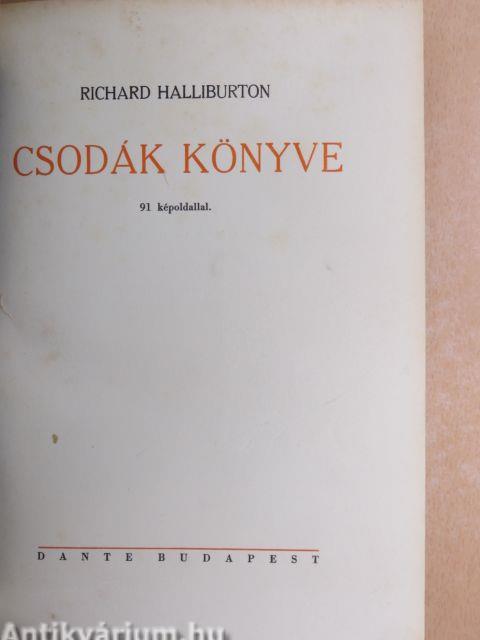 RICHARD HALLIBURTON
CSODÁK KÖNYVE
91 képoldallal.
DANTE BUDAPEST
Antikvárium.hu